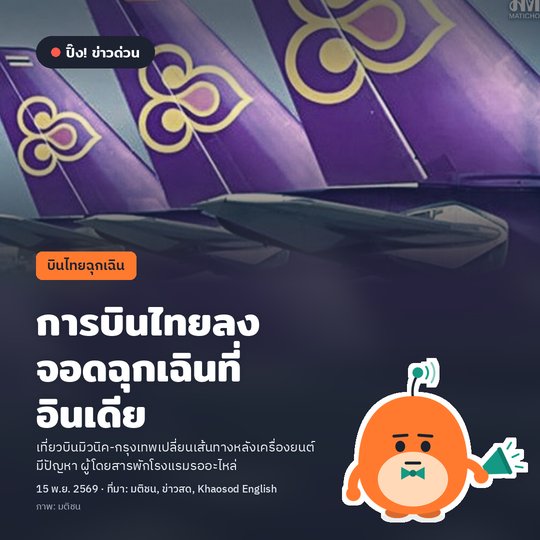 MATICHO
ปิ๊ง! ข่าวด่วน
บินไทยฉุกเฉิน
การบินไทยลง
จอดฉุกเฉินที่
อินเดีย
เที่ยวบินมิวนิค-กรุงเทพเปลี่ยนเส้นทางหลังเครื่องยนต์
มีปัญหา ผู้โดยสารพักโรงแรมรออะไหล่
15 พ.ย. 2569 · ที่มา: มติชน, ข่าวสด, Khaosod English
ภาพ: มติชน